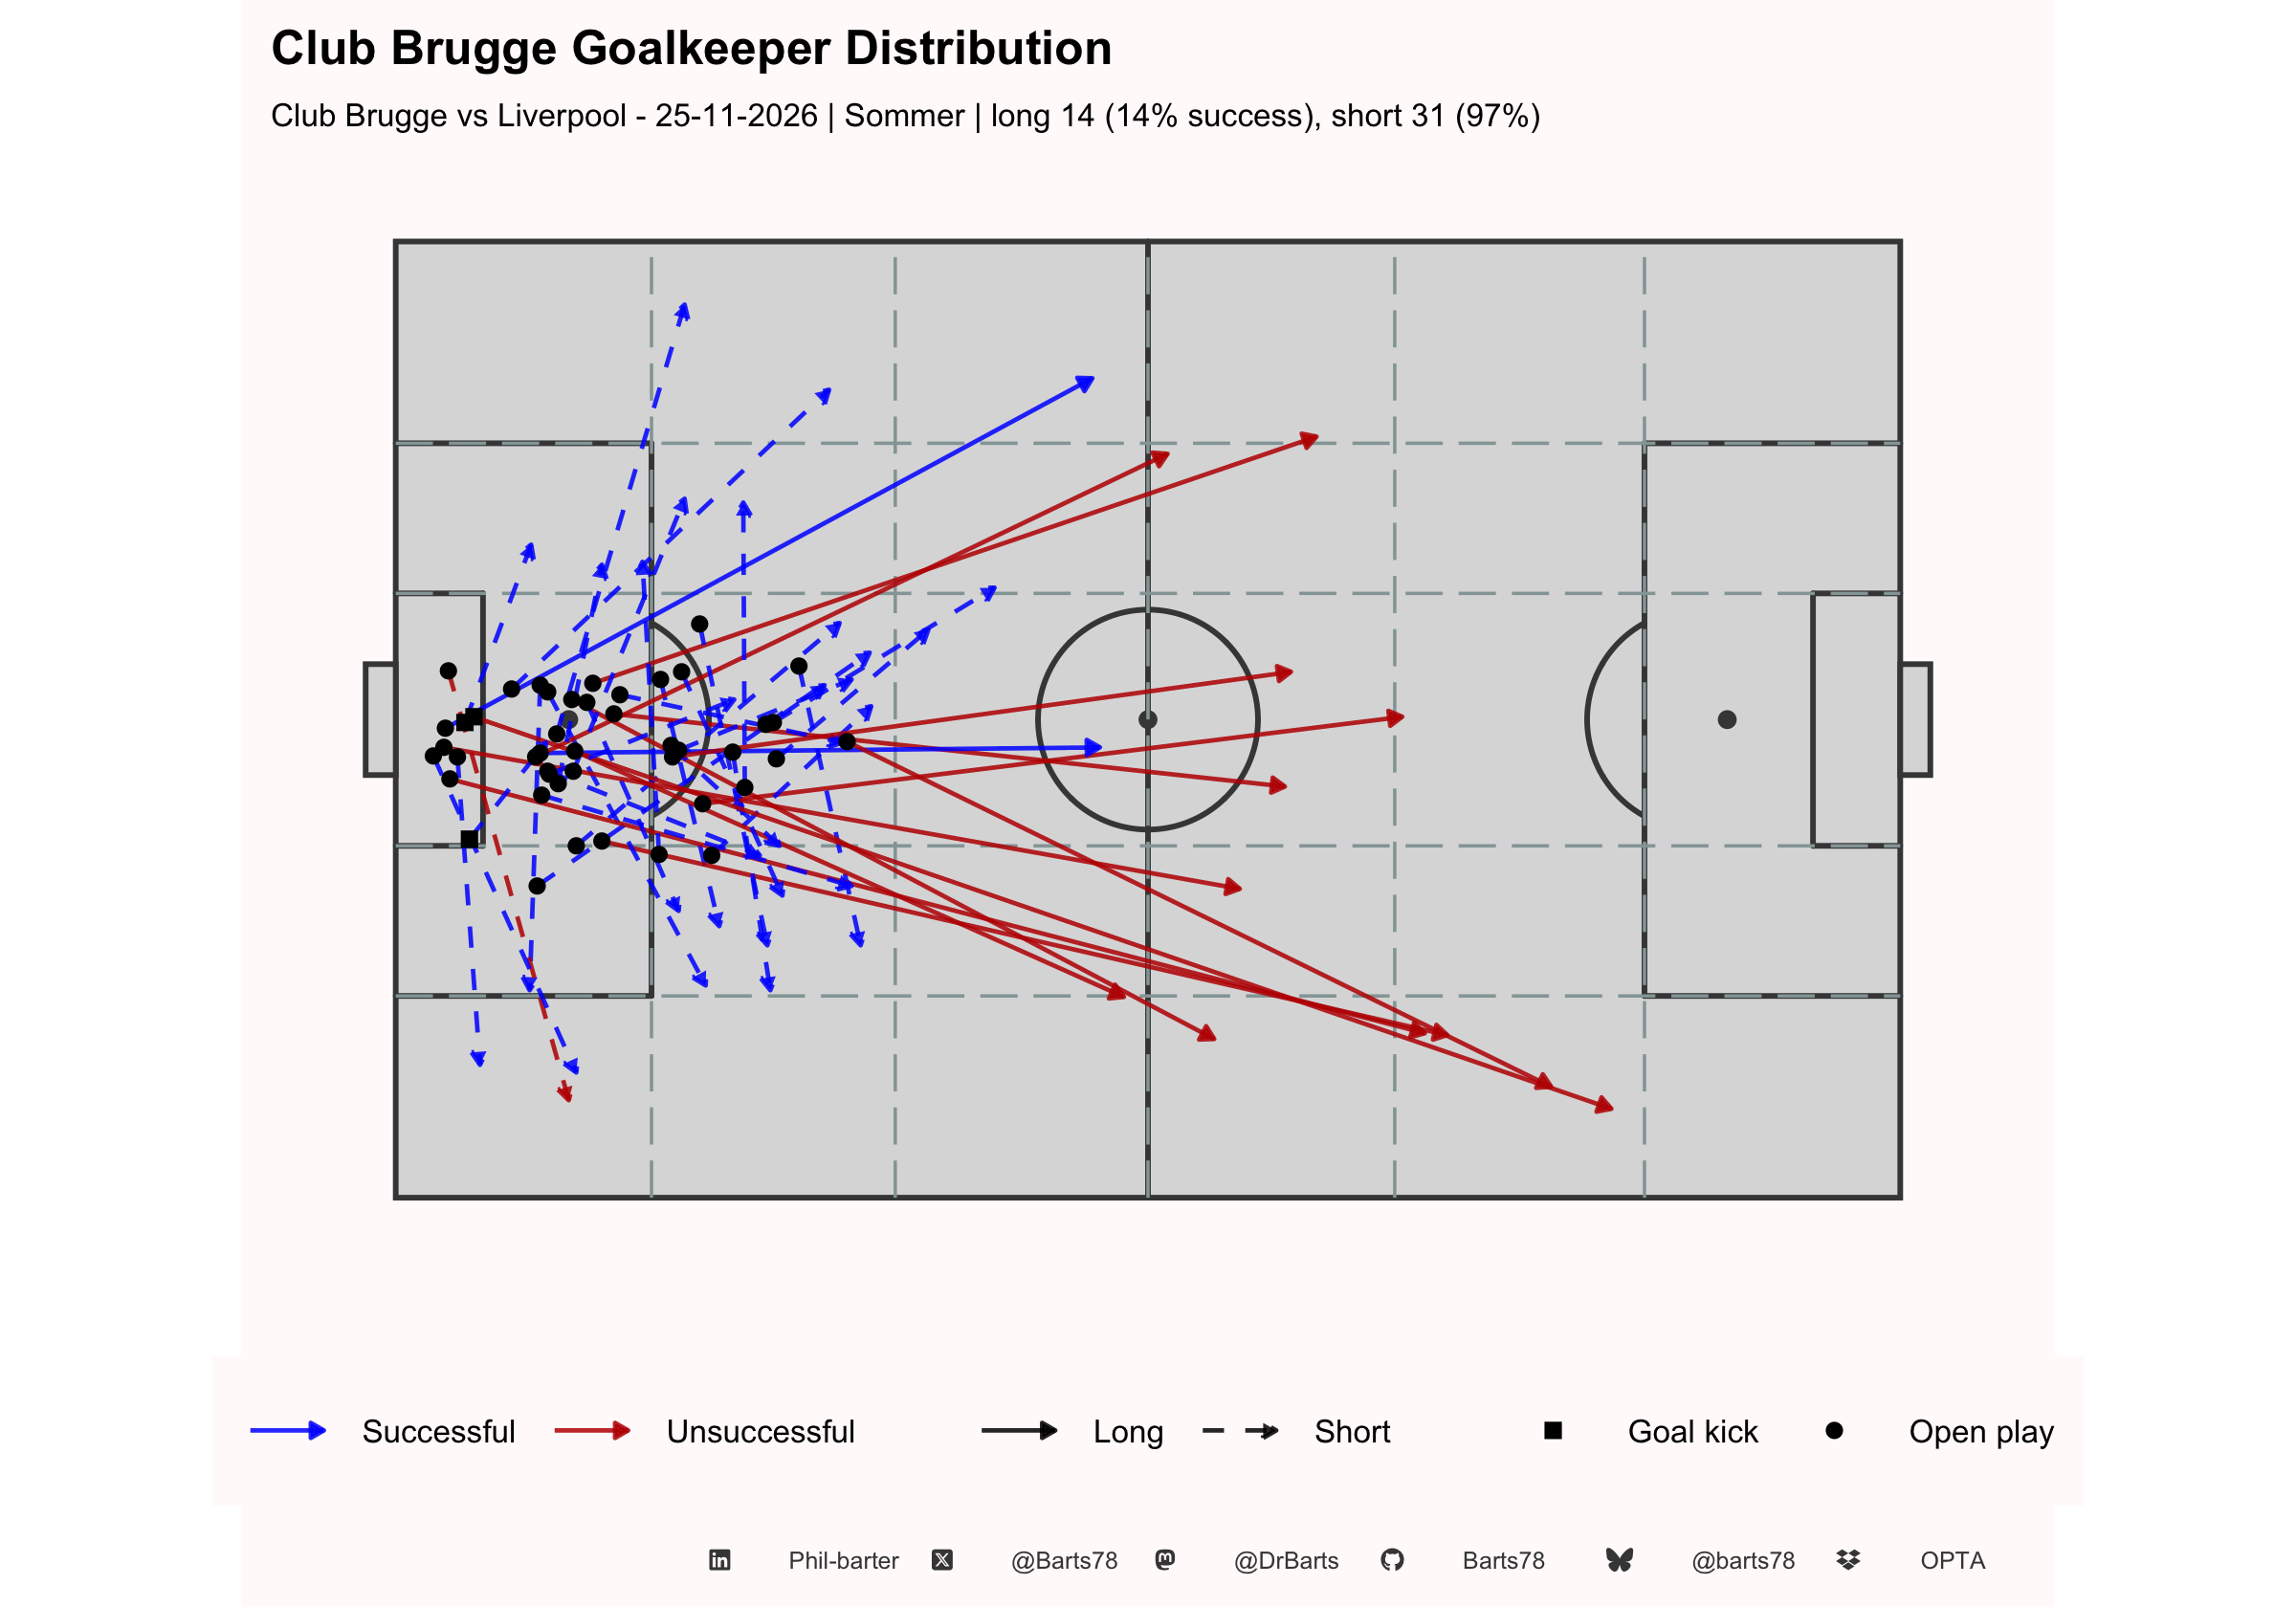 Club Brugge Goalkeeper Distribution
Club Brugge vs Liverpool - 25-11-2026 | Sommer | long 14 (14% success), short 31 (97%)
Successful Unsuccessful Long Short Goal kick Open play
Phil-barter @Barts78 @DrBarts Barts78 @barts78 OPTA